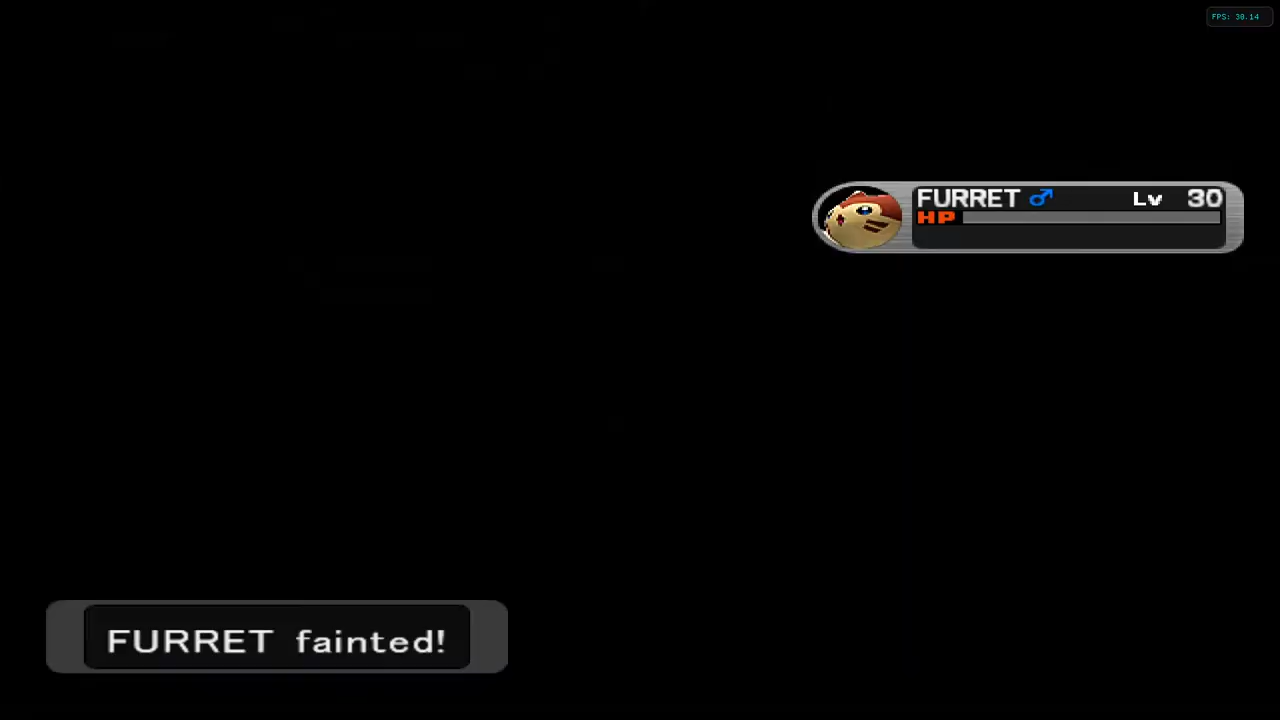 FPS: 30.14
FURRET ♂ Lv 30
HP
FURRET fainted!